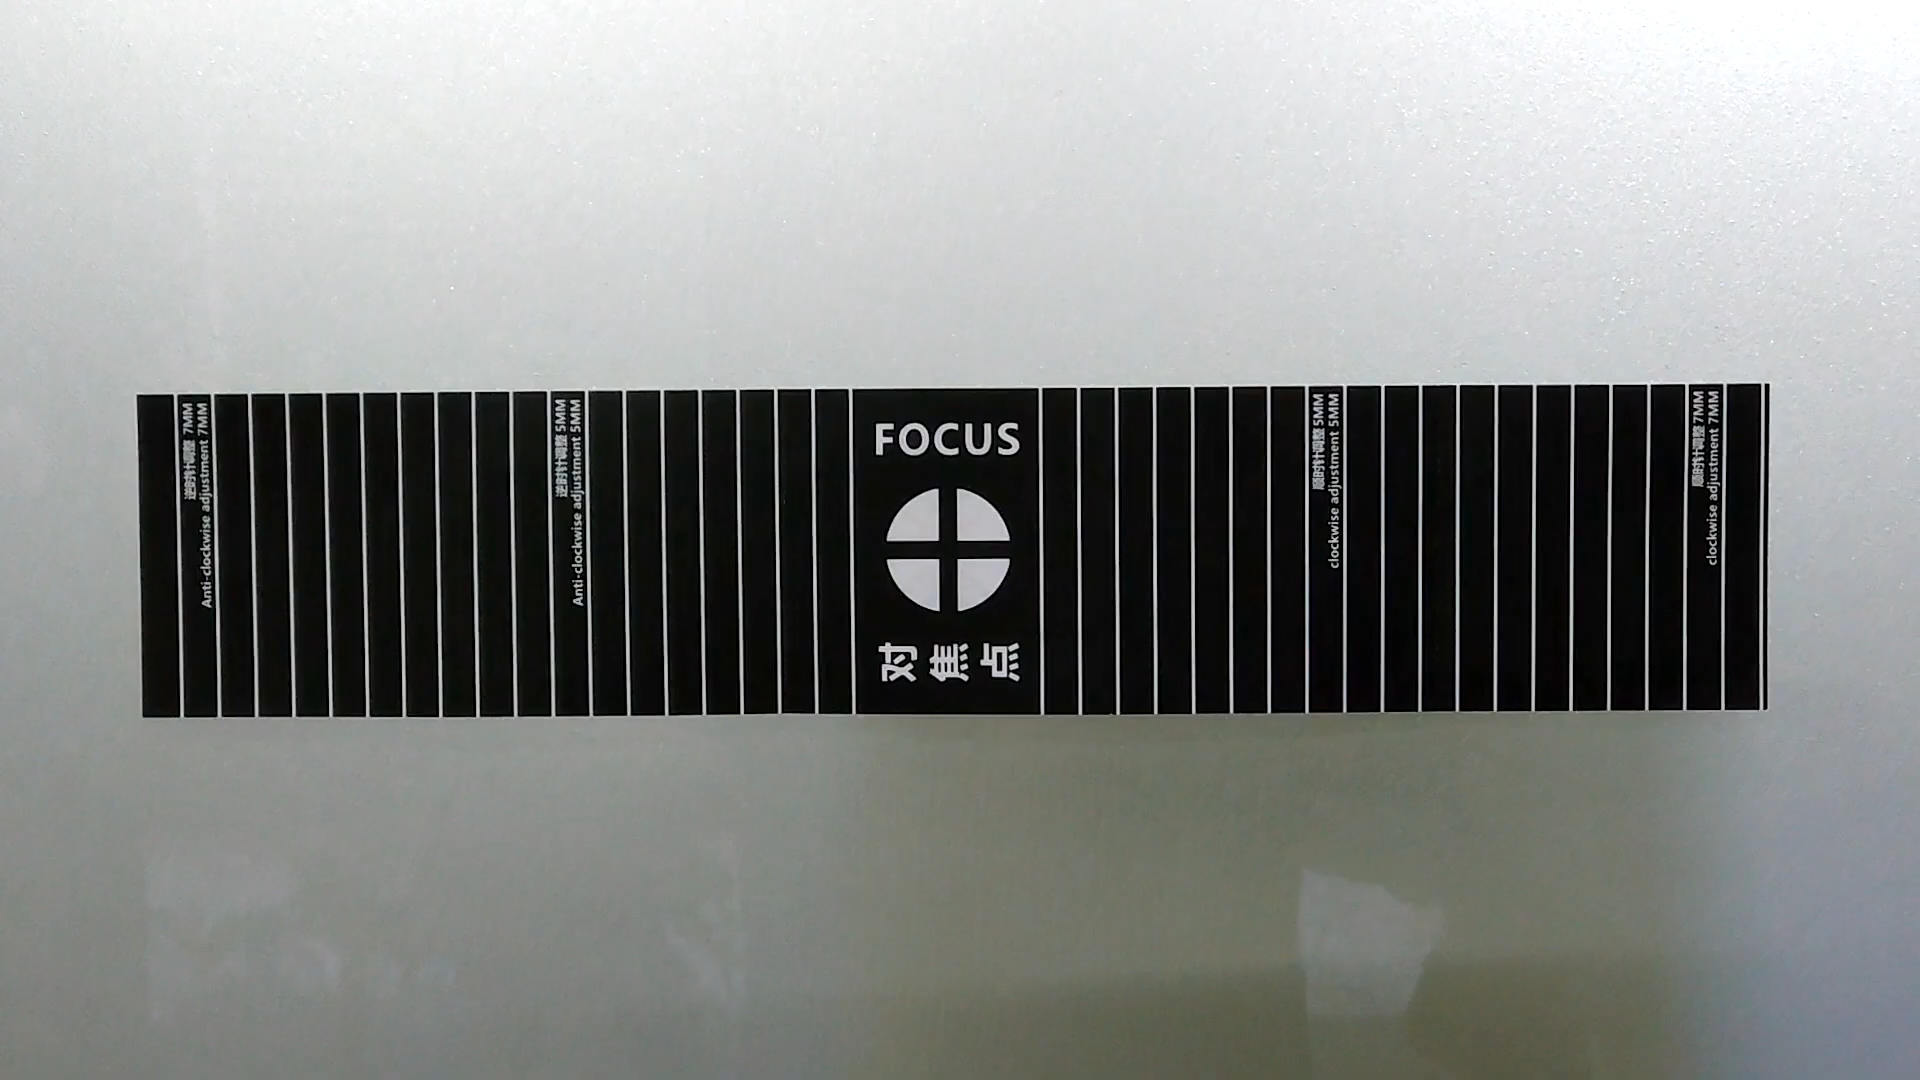 逆时针调整 7MM
Anti-clockwise adjustment 7MM
逆时针调整 5MM
Anti-clockwise adjustment 5MM
FOCUS
对焦点
顺时针调整 5MM
clockwise adjustment 5MM
顺时针调整 7MM
clockwise adjustment 7MM